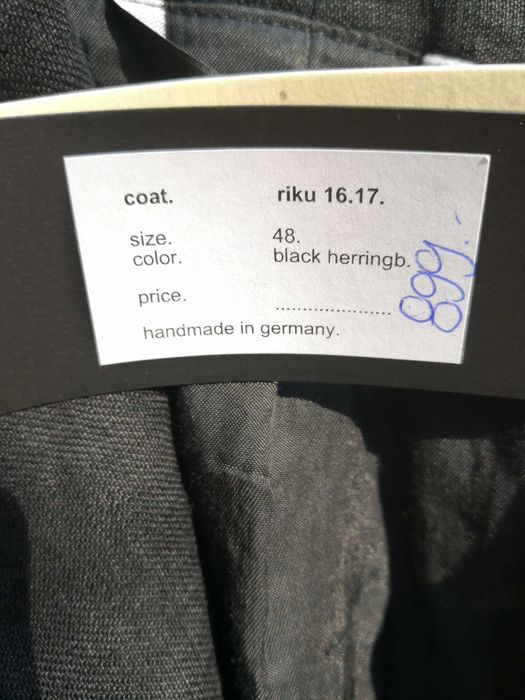 coat. riku 16.17.
size. 48.
color. black herringb.
price. .....................
handmade in germany.
899.-